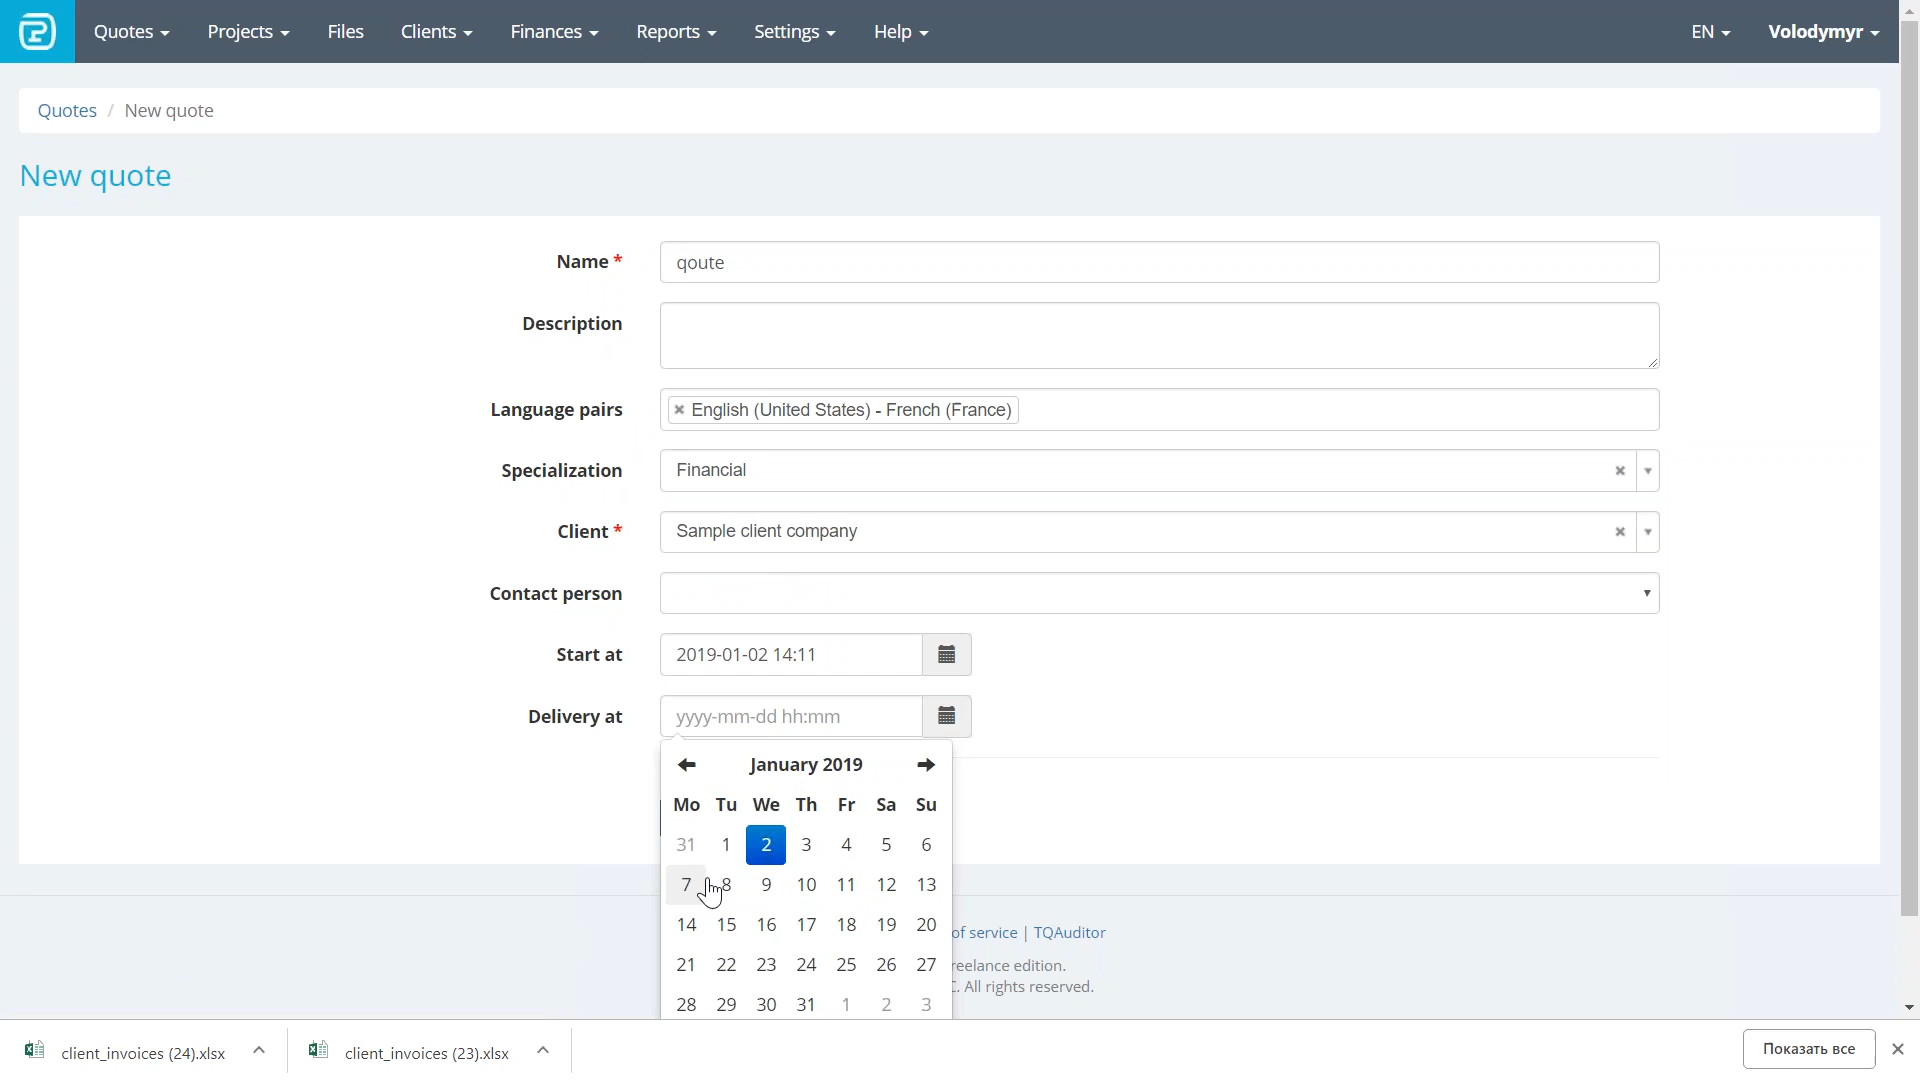 Quotes Projects Files Clients Finances Reports Settings Help EN Volodymyr
Quotes / New quote
New quote
Name * qoute
Description
Language pairs × English (United States) - French (France)
Specialization Financial ×
Client * Sample client company ×
Contact person
Start at 2019-01-02 14:11
Delivery at yyyy-mm-dd hh:mm
January 2019
Mo Tu We Th Fr Sa Su
31 1 2 3 4 5 6
7 8 9 10 11 12 13
14 15 16 17 18 19 20
of service | TQAuditor
21 22 23 24 25 26 27
reelance edition.
All rights reserved.
28 29 30 31 1 2 3
client_invoices (24).xlsx client_invoices (23).xlsx Показать все